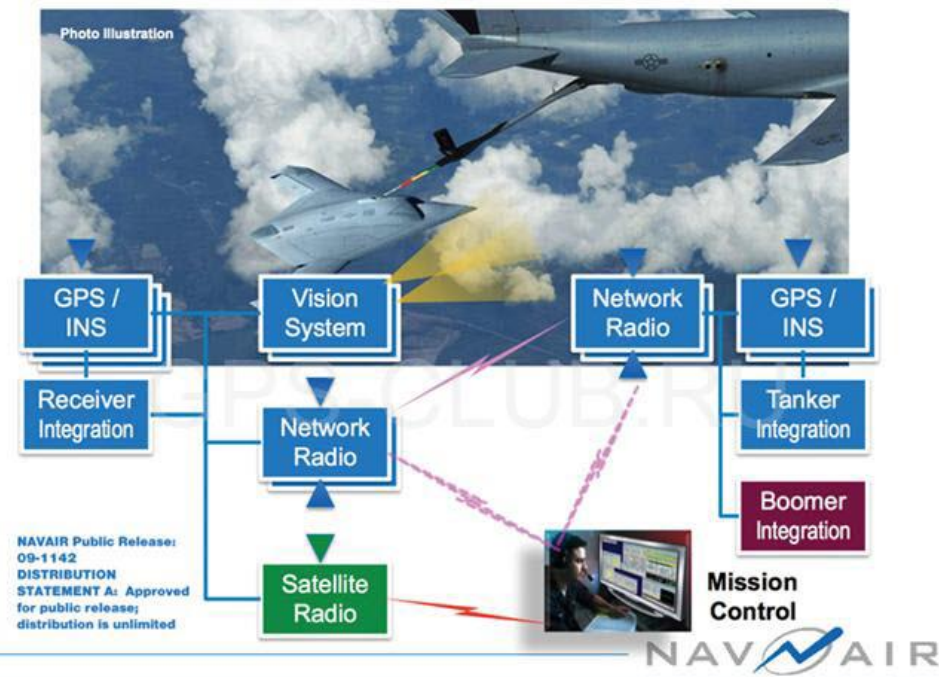 Photo Illustration
GPS /
INS
Vision
System
Network
Radio
GPS /
INS
Receiver
Integration
Network
Radio
Tanker
Integration
Boomer
Integration
Satellite
Radio
Mission
Control
NAVAIR Public Release:
09-1142
DISTRIBUTION
STATEMENT A: Approved
for public release;
distribution is unlimited
NAVAIR
GPS-CLUB.RU